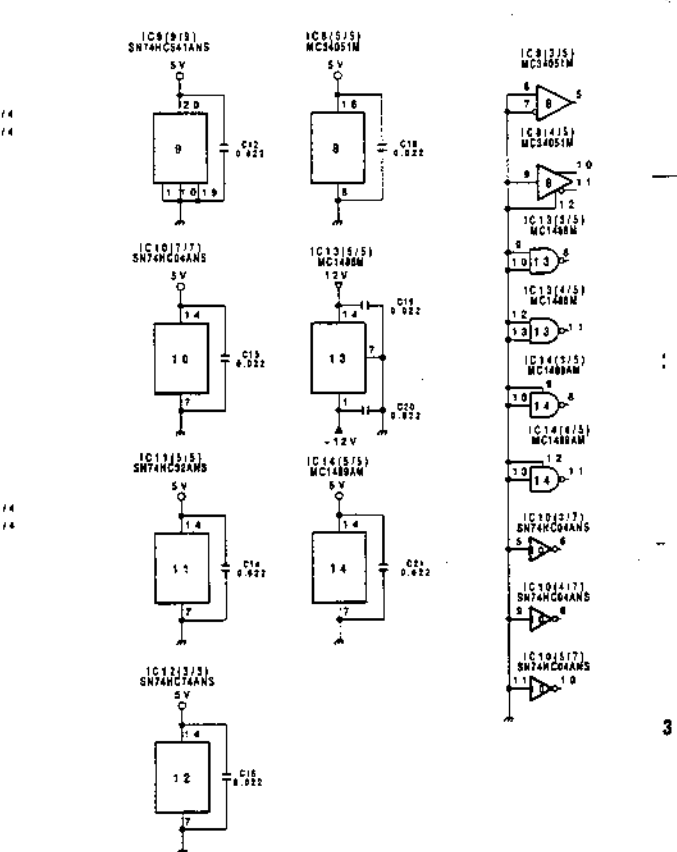 IC9(9/9)
SN74HC541ANS
5V
20
9
C12
0.022
1 10 19
IC8(5/5)
MC34051M
5V
16
8
C18
0.022
8
IC8(3/5)
MC34051M
6
7
8
5
IC8(4/5)
MC34051M
9
8
10
11
12
IC10(7/7)
SN74HC04ANS
5V
14
10
C13
0.022
7
IC13(5/5)
MC1488M
12V
C19
0.022
14
13
7
1
C20
0.022
-12V
IC13(3/5)
MC1488M
9
10
13
8
IC13(4/5)
MC1488M
12
13
13
11
IC14(3/5)
MC1489AM
9
10
14
8
IC14(4/5)
MC1489AM
12
13
14
11
IC11(5/5)
SN74HC32ANS
5V
14
11
C14
0.022
7
IC14(5/5)
MC1489AM
5V
14
14
C21
0.022
7
IC10(3/7)
SN74HC04ANS
5
6
IC10(4/7)
SN74HC04ANS
9
8
IC10(5/7)
SN74HC04ANS
11
10
IC12(3/3)
SN74HC74ANS
5V
14
12
C15
0.022
7
/4
/4
/4
/4
3